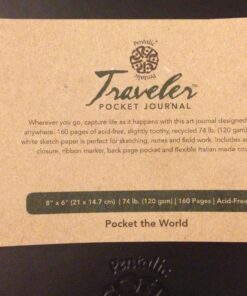 Pentalic
Traveler
POCKET JOURNAL
Wherever you go, capture life as it happens with this art journal designed
anywhere. 160 pages of acid-free, slightly toothy, recycled 74 lb. (120 gsm)
white sketch paper is perfect for sketching, notes and field work. Includes an
closure, ribbon marker, back page pocket and flexible Italian made cov
8" x 6" (21 x 14.7 cm) | 74 lb. (120 gsm) | 160 Pages | Acid-Free
Pocket the World
Pentalic